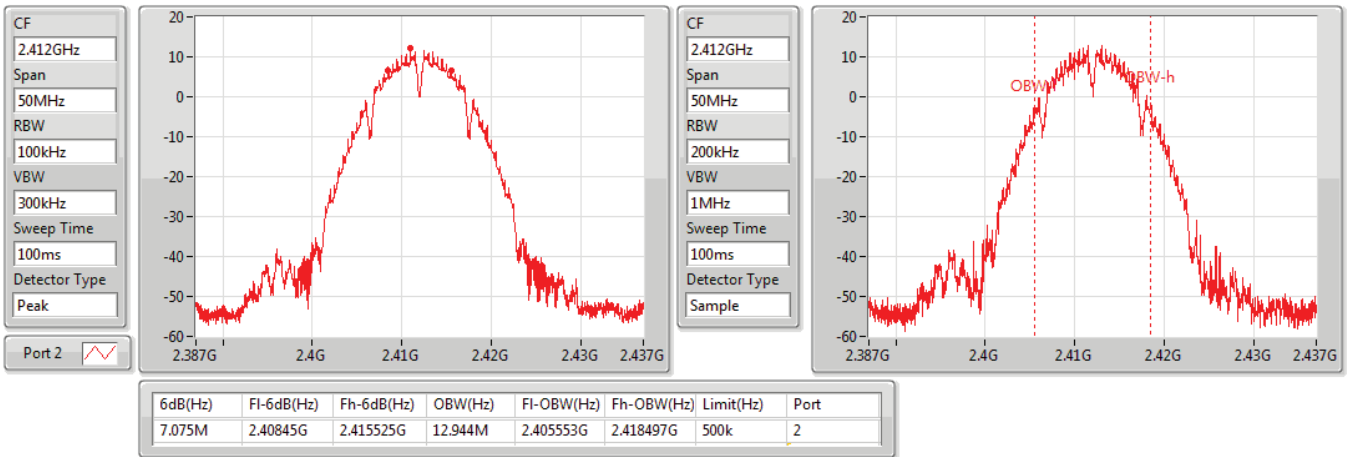 CF
2.412GHz
Span
50MHz
RBW
100kHz
VBW
300kHz
Sweep Time
100ms
Detector Type
Peak
Port 2
20
10
0
-10
-20
-30
-40
-50
-60
2.387G 2.4G 2.41G 2.42G 2.43G 2.437G
CF
2.412GHz
Span
50MHz
RBW
200kHz
VBW
1MHz
Sweep Time
100ms
Detector Type
Sample
20
10
0
-10
-20
-30
-40
-50
-60
OBW
OBW-h
2.387G 2.4G 2.41G 2.42G 2.43G 2.437G
6dB(Hz) Fl-6dB(Hz) Fh-6dB(Hz) OBW(Hz) Fl-OBW(Hz) Fh-OBW(Hz) Limit(Hz) Port
7.075M 2.40845G 2.415525G 12.944M 2.405553G 2.418497G 500k 2